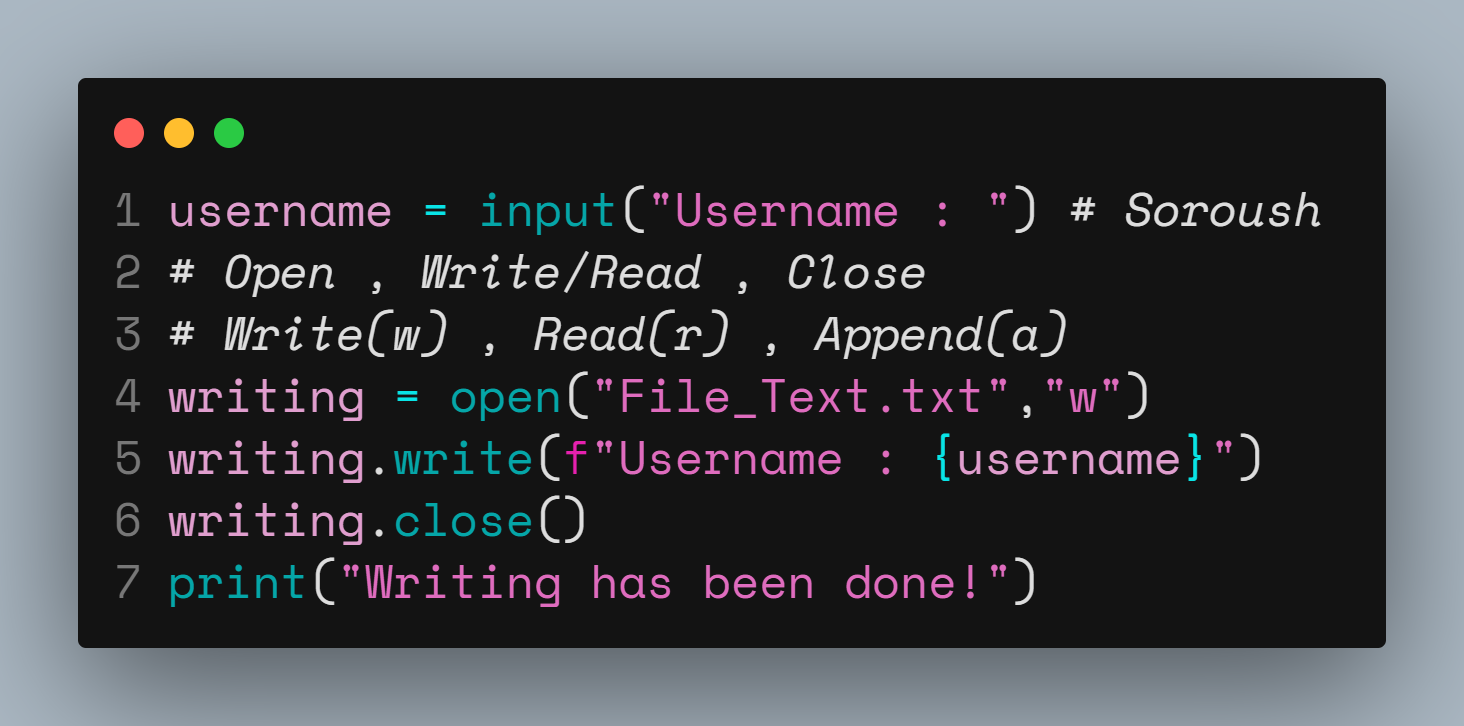 1 username = input("Username : ") # Soroush
2 # Open , Write/Read , Close
3 # Write(w) , Read(r) , Append(a)
4 writing = open("File_Text.txt","w")
5 writing.write(f"Username : {username}")
6 writing.close()
7 print("Writing has been done!")